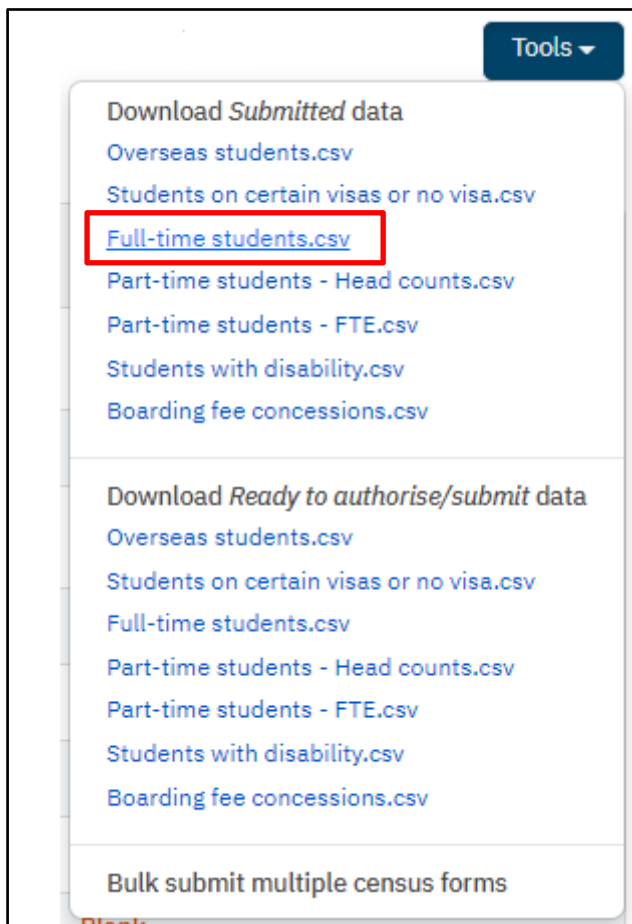 Tools
Download Submitted data
Overseas students.csv
Students on certain visas or no visa.csv
Full-time students.csv
Part-time students - Head counts.csv
Part-time students - FTE.csv
Students with disability.csv
Boarding fee concessions.csv
Download Ready to authorise/submit data
Overseas students.csv
Students on certain visas or no visa.csv
Full-time students.csv
Part-time students - Head counts.csv
Part-time students - FTE.csv
Students with disability.csv
Boarding fee concessions.csv
Bulk submit multiple census forms